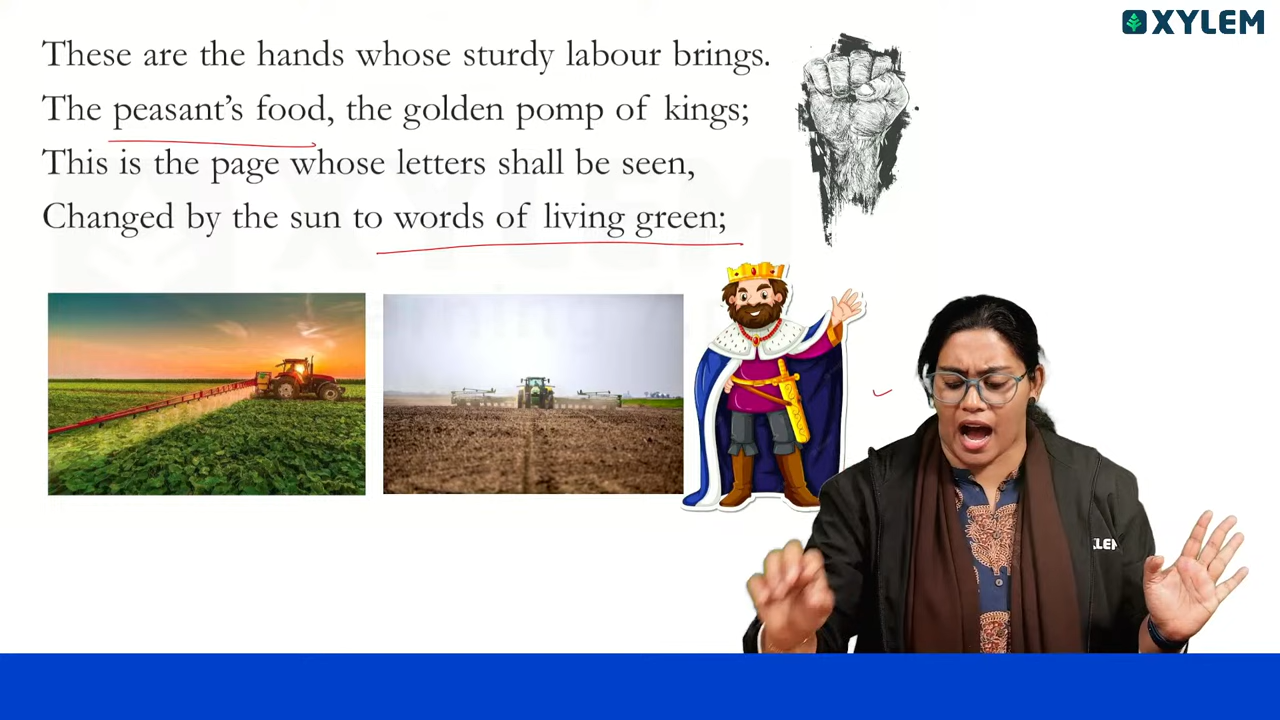 XYLEM
These are the hands whose sturdy labour brings.
The peasant's food, the golden pomp of kings;
This is the page whose letters shall be seen,
Changed by the sun to words of living green;
XLEM